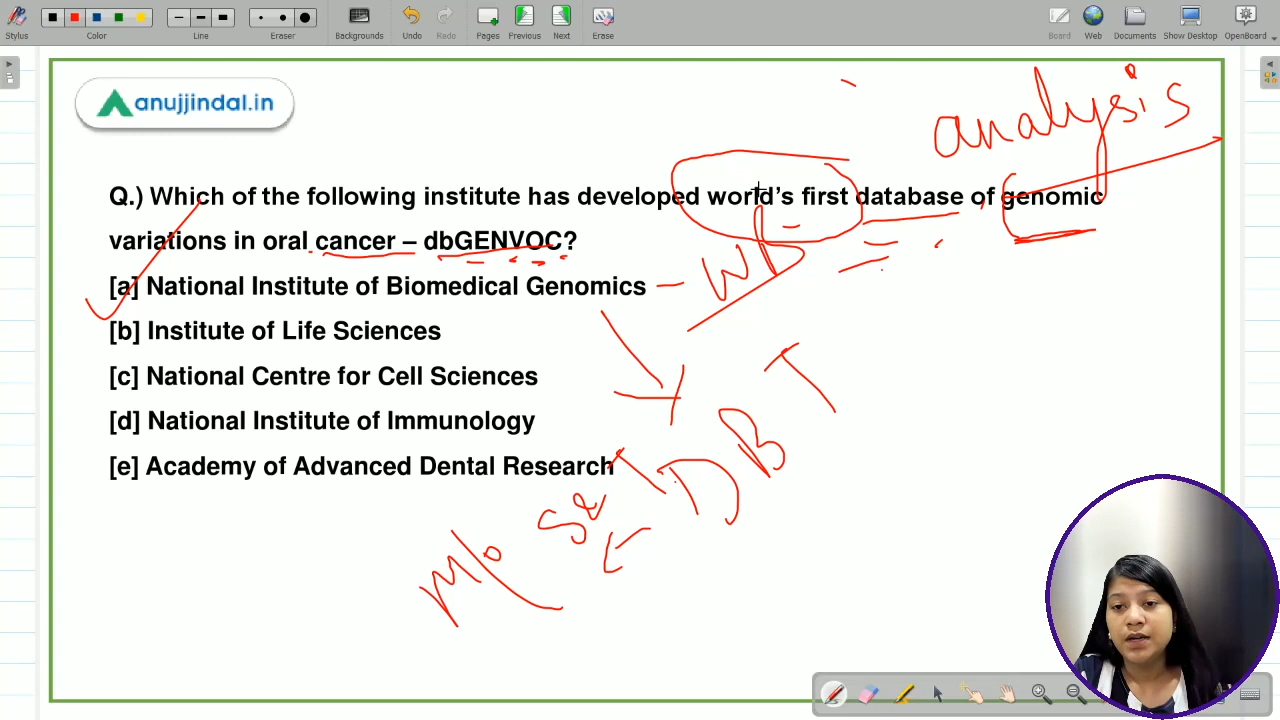 Stylus
Color
Line
Eraser
Backgrounds
Undo
Redo
Pages
Previous
Next
Erase
Board
Web
Documents
Show Desktop
OpenBoard
anujjindal.in
analysis
Q.) Which of the following institute has developed world's first database of genomic
variations in oral cancer – dbGENVOC?
[a] National Institute of Biomedical Genomics
WB
[b] Institute of Life Sciences
[c] National Centre for Cell Sciences
[d] National Institute of Immunology
[e] Academy of Advanced Dental Research
DBT
M/o S&T